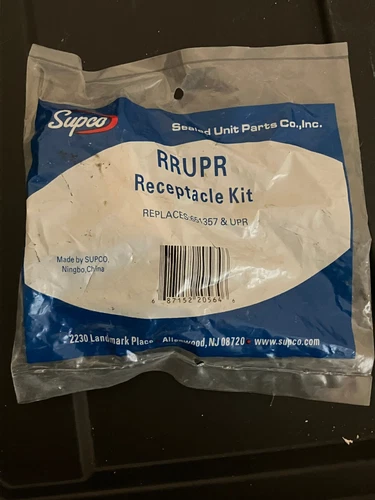 Supco
Sealed Unit Parts Co.,Inc.
RRUPR
Receptacle Kit
REPLACES:661357 & UPR
Made by SUPCO.
Ningbo,China
6 87152 20564 6
2230 Landmark Place Allenwood, NJ 08720 • www.supco.com